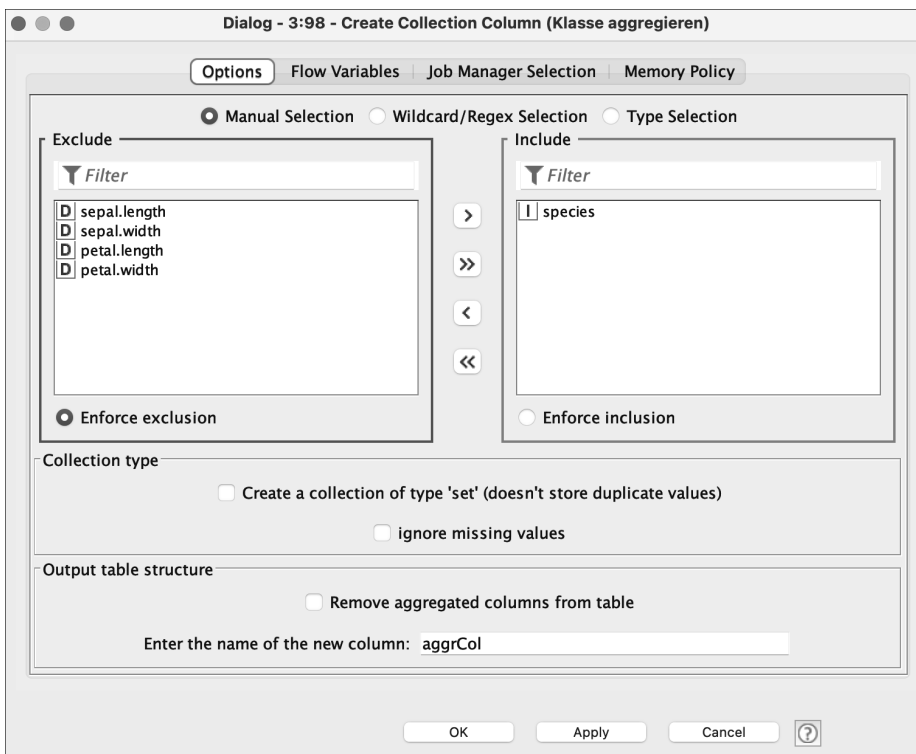 Dialog - 3:98 - Create Collection Column (Klasse aggregieren)
Options Flow Variables Job Manager Selection Memory Policy
Manual Selection Wildcard/Regex Selection Type Selection
Exclude
Filter
D sepal.length
D sepal.width
D petal.length
D petal.width
Enforce exclusion
>
>>
<
<<
Include
Filter
I species
Enforce inclusion
Collection type
Create a collection of type 'set' (doesn't store duplicate values)
ignore missing values
Output table structure
Remove aggregated columns from table
Enter the name of the new column: aggrCol
OK Apply Cancel ?